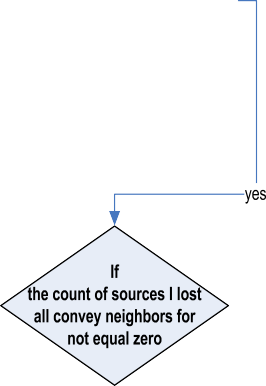 yes
If
the count of sources I lost
all convey neighbors for
not equal zero